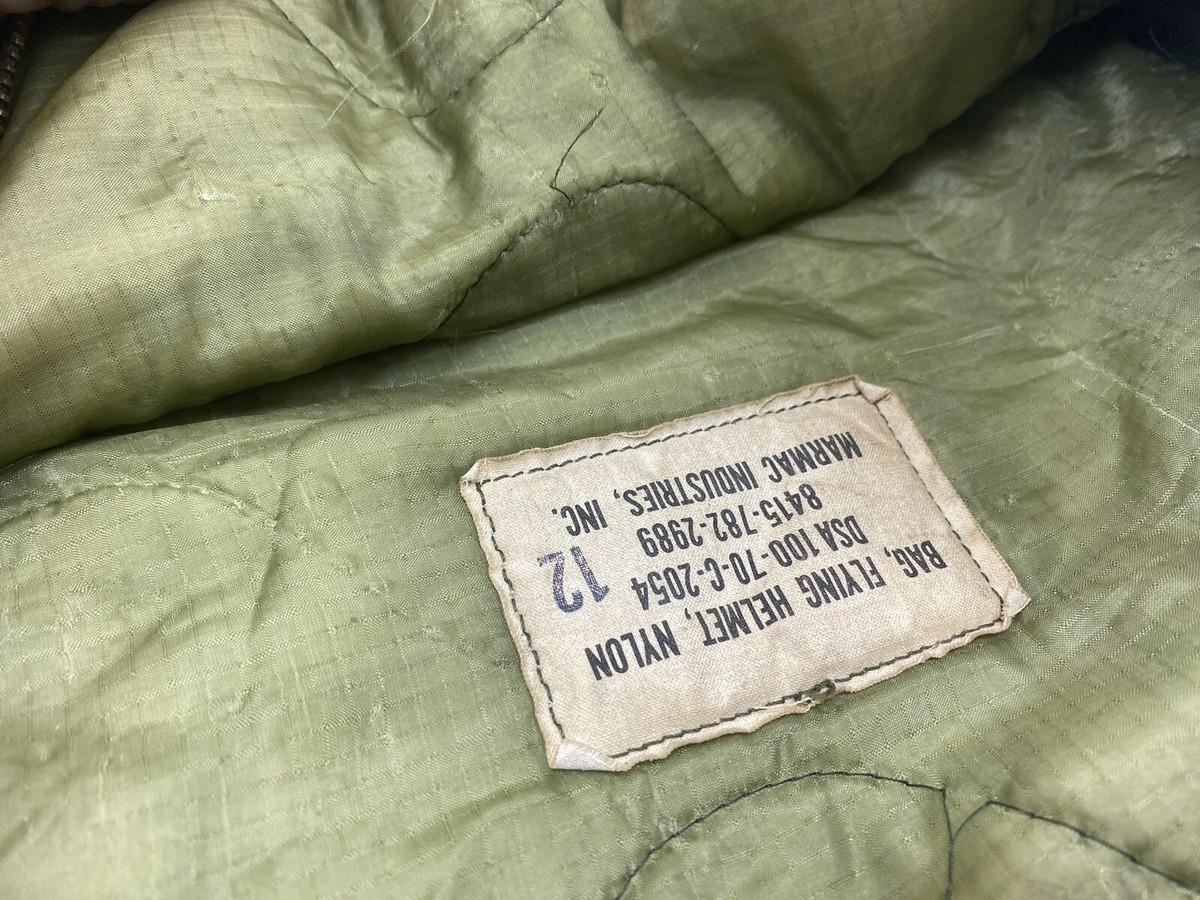 BAG, FLYING HELMET, NYLON
DSA 100-70-C-2054
8415-782-2989
MARMAC INDUSTRIES, INC.
12